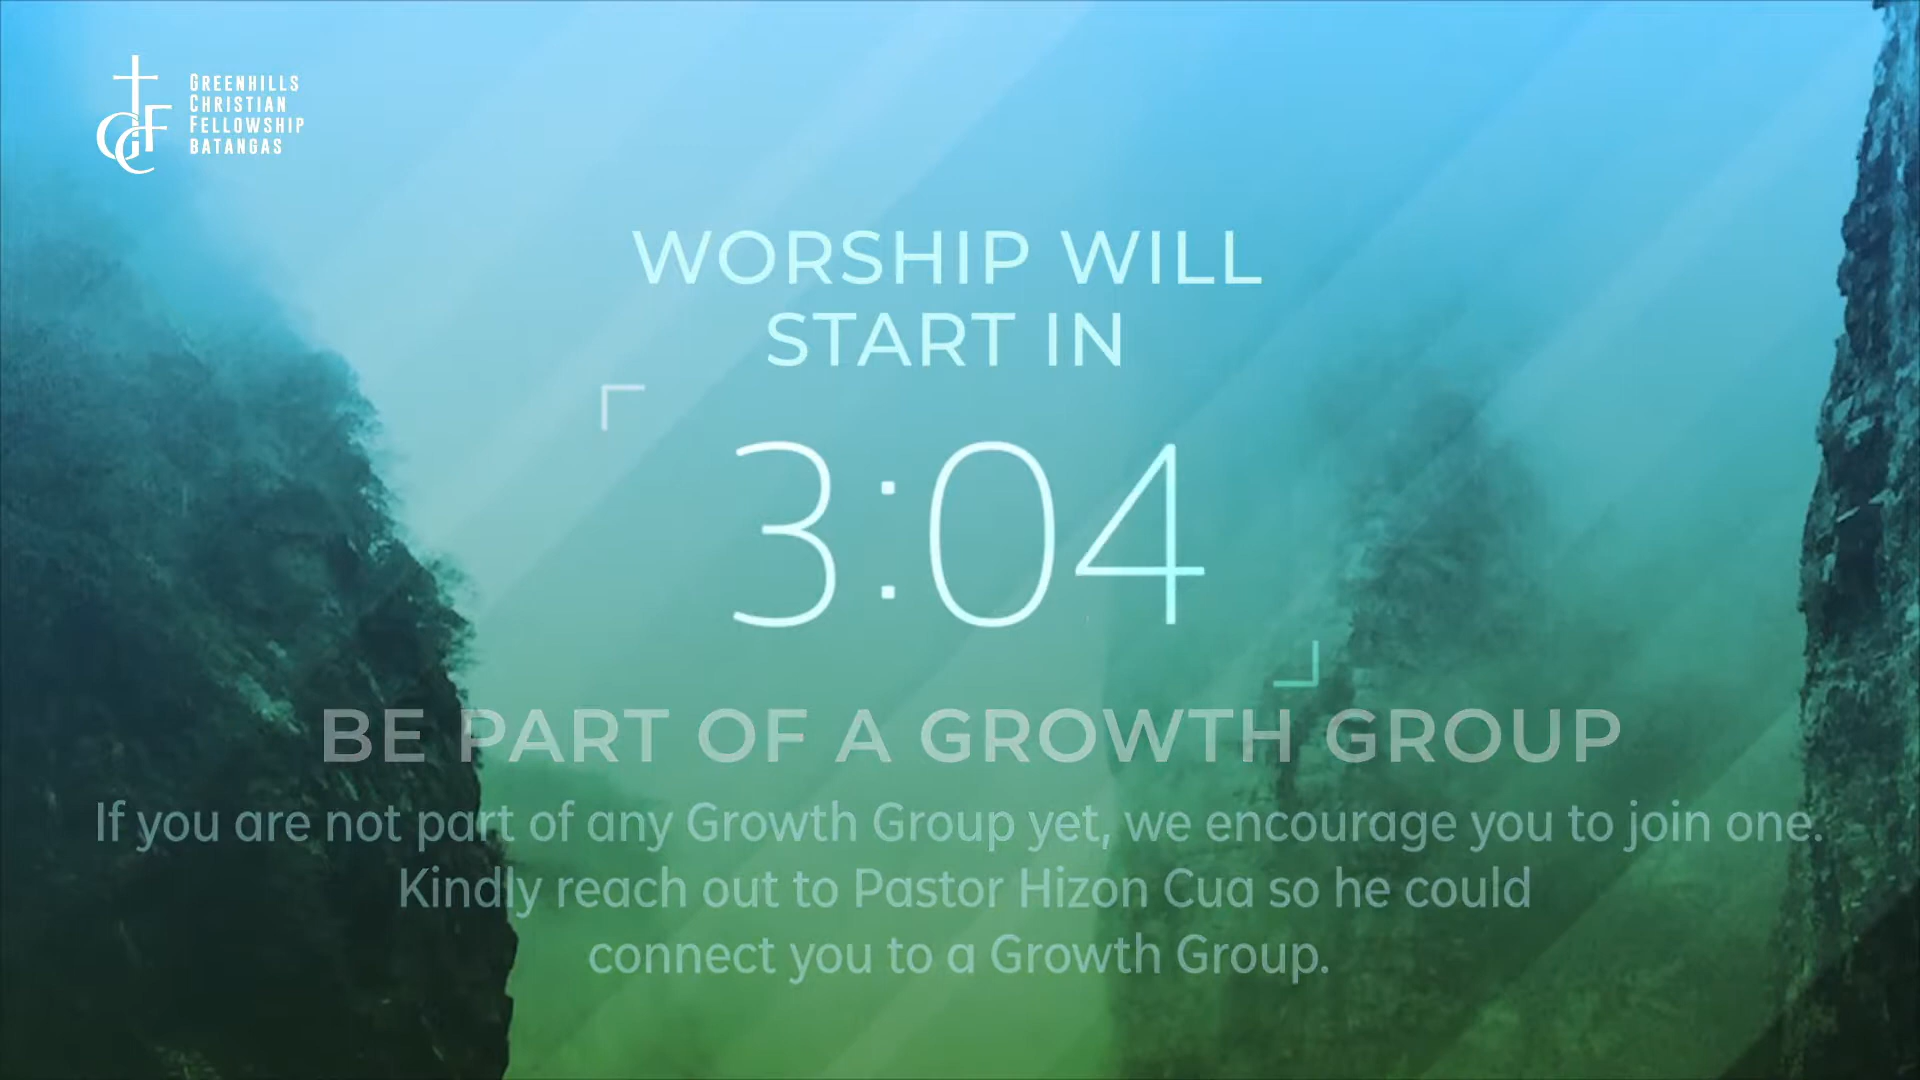 GREENHILLS
CHRISTIAN
FELLOWSHIP
BATANGAS
WORSHIP WILL
START IN
3:04
BE PART OF A GROWTH GROUP
If you are not part of any Growth Group yet, we encourage you to join one.
Kindly reach out to Pastor Hizon Cua so he could
connect you to a Growth Group.